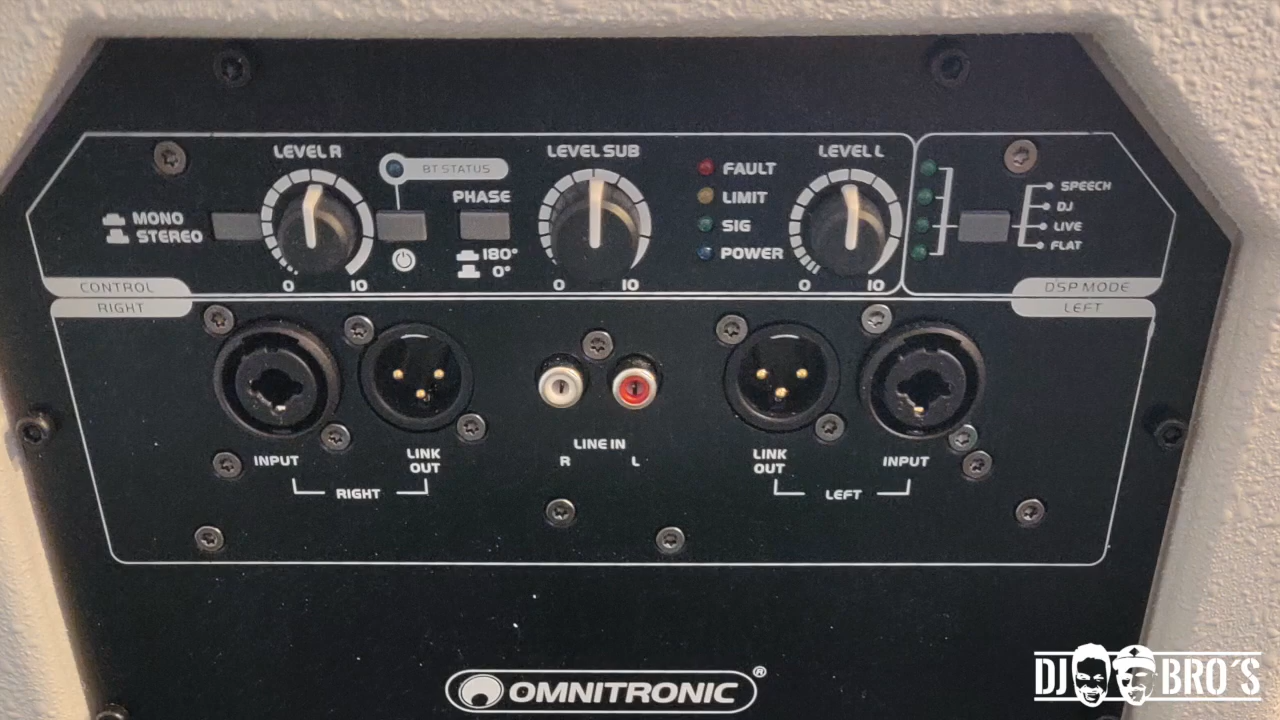 LEVEL R
BT STATUS
LEVEL SUB
FAULT
LEVEL L
MONO
STEREO
PHASE
180°
0°
LIMIT
SIG
POWER
SPEECH
DJ
LIVE
FLAT
0 10
0 10
0 10
CONTROL
DSP MODE
RIGHT
LEFT
INPUT
LINK
OUT
RIGHT
LINE IN
R L
LINK
OUT
INPUT
LEFT
OMNITRONIC®
DJ BRO´S